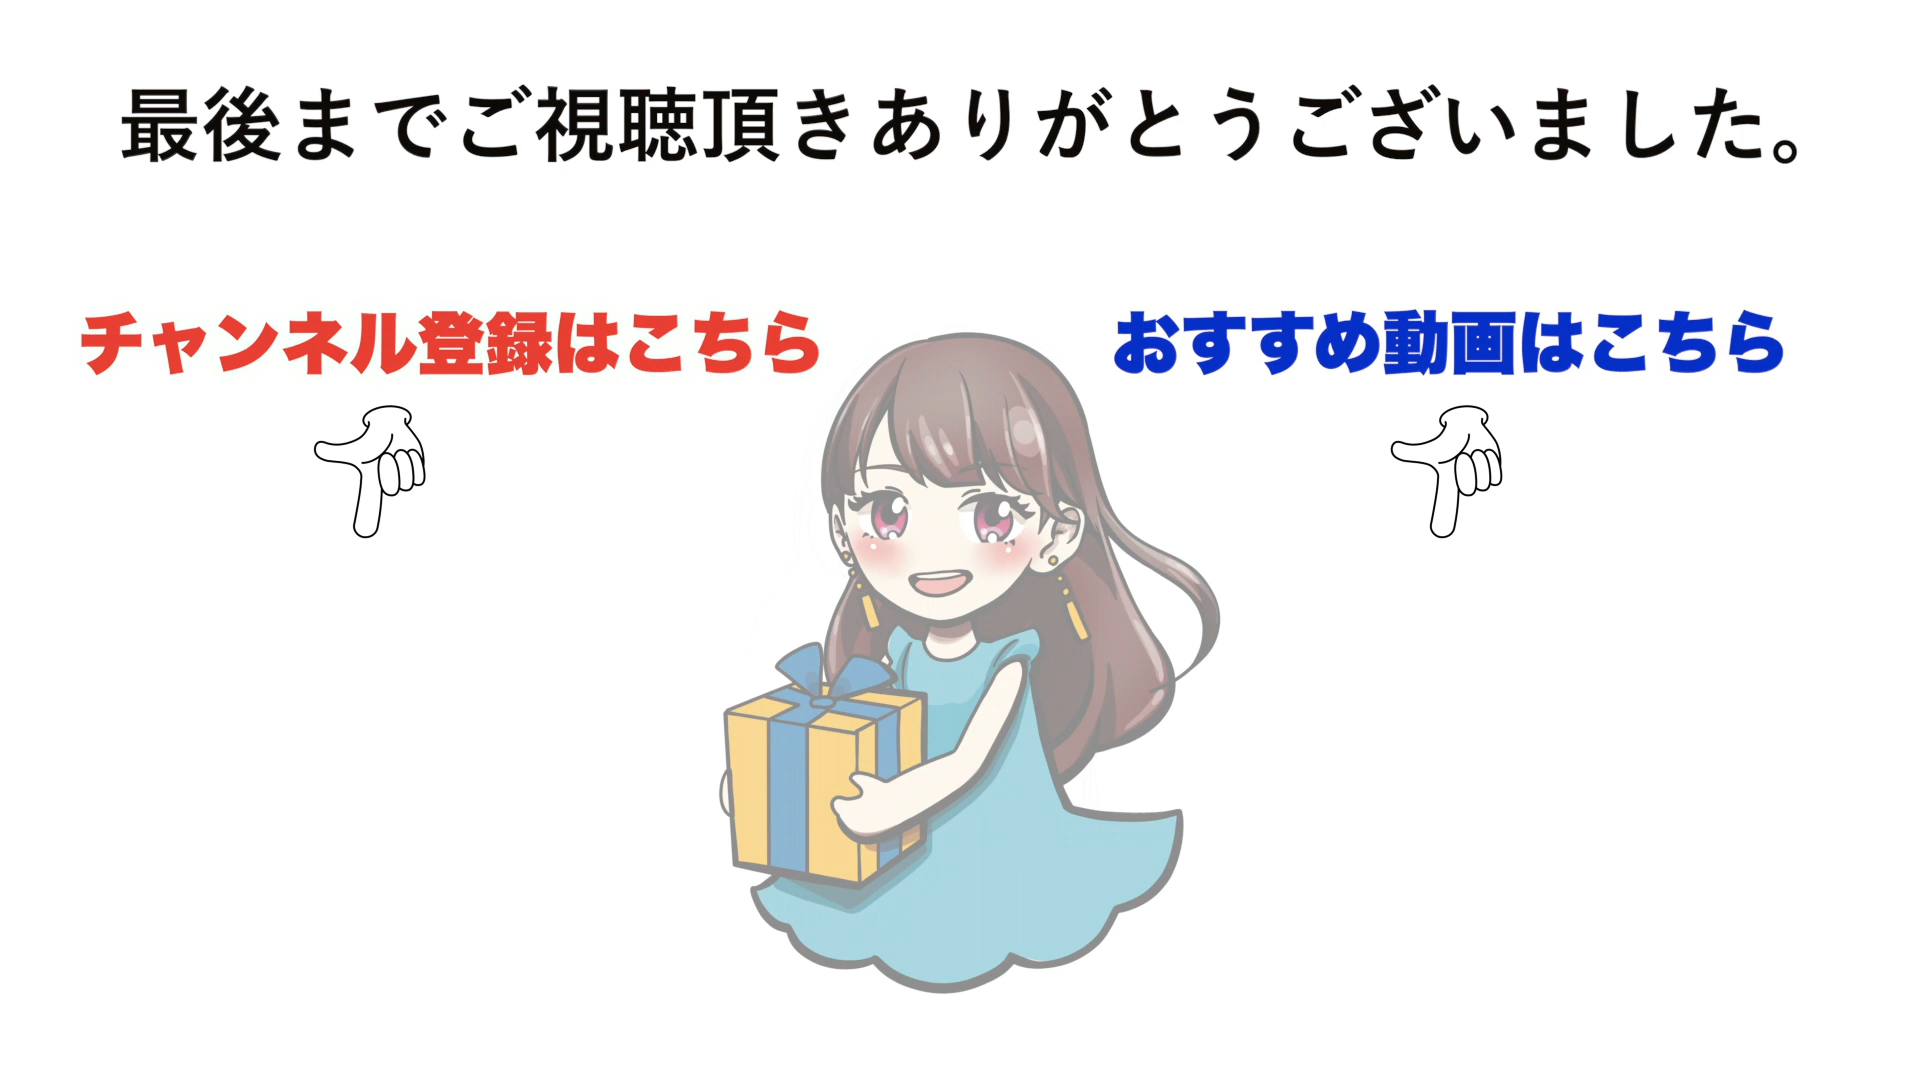 最後までご視聴頂きありがとうございました。
チャンネル登録はこちら
おすすめ動画はこちら